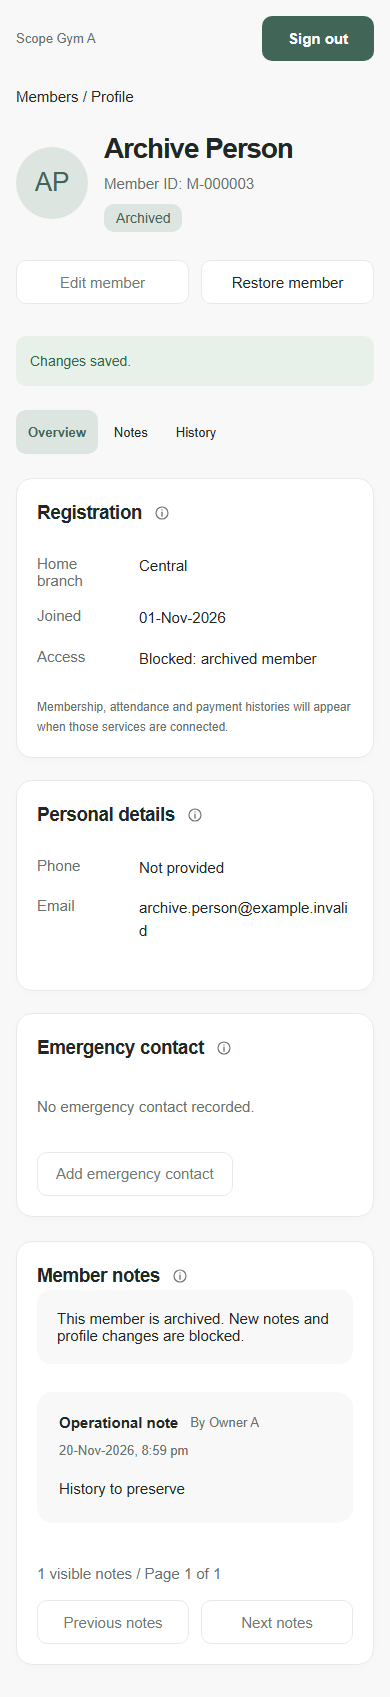 Scope Gym A
Sign out
Members / Profile
AP
Archive Person
Member ID: M-000003
Archived
Edit member
Restore member
Changes saved.
Overview
Notes
History
Registration
Home
branch
Central
Joined
01-Nov-2026
Access
Blocked: archived member
Membership, attendance and payment histories will appear
when those services are connected.
Personal details
Phone
Not provided
Email
archive.person@example.invali
d
Emergency contact
No emergency contact recorded.
Add emergency contact
Member notes
This member is archived. New notes and
profile changes are blocked.
Operational note By Owner A
20-Nov-2026, 8:59 pm
History to preserve
1 visible notes / Page 1 of 1
Previous notes
Next notes